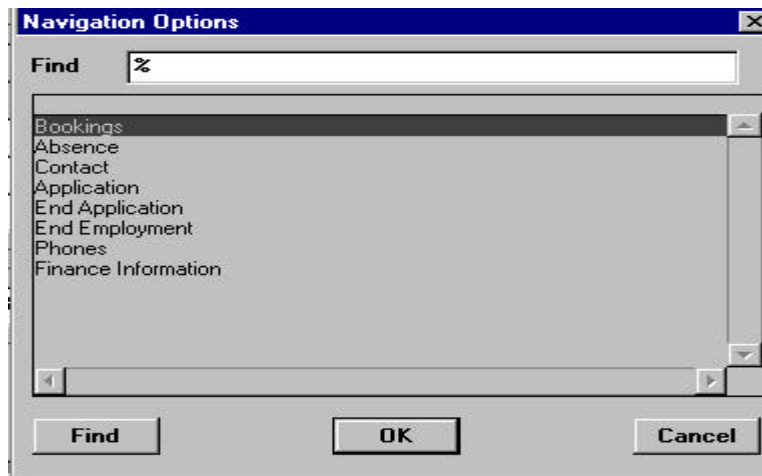 Navigation Options
Find %
Bookings
Absence
Contact
Application
End Application
End Employment
Phones
Finance Information
Find OK Cancel